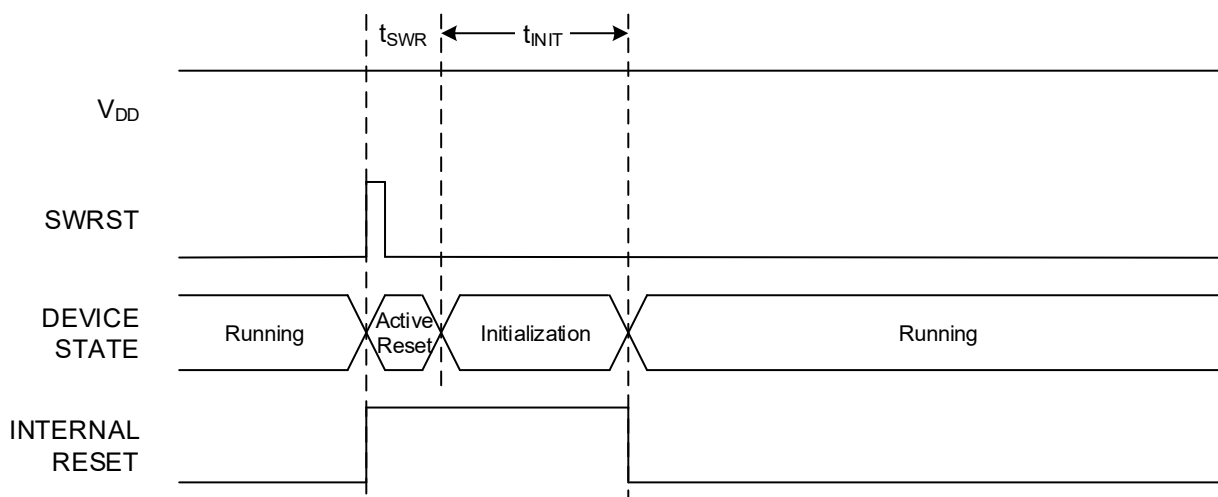 tSWR
tINIT
VDD
SWRST
DEVICE
STATE
Running
Active
Reset
Initialization
Running
INTERNAL
RESET